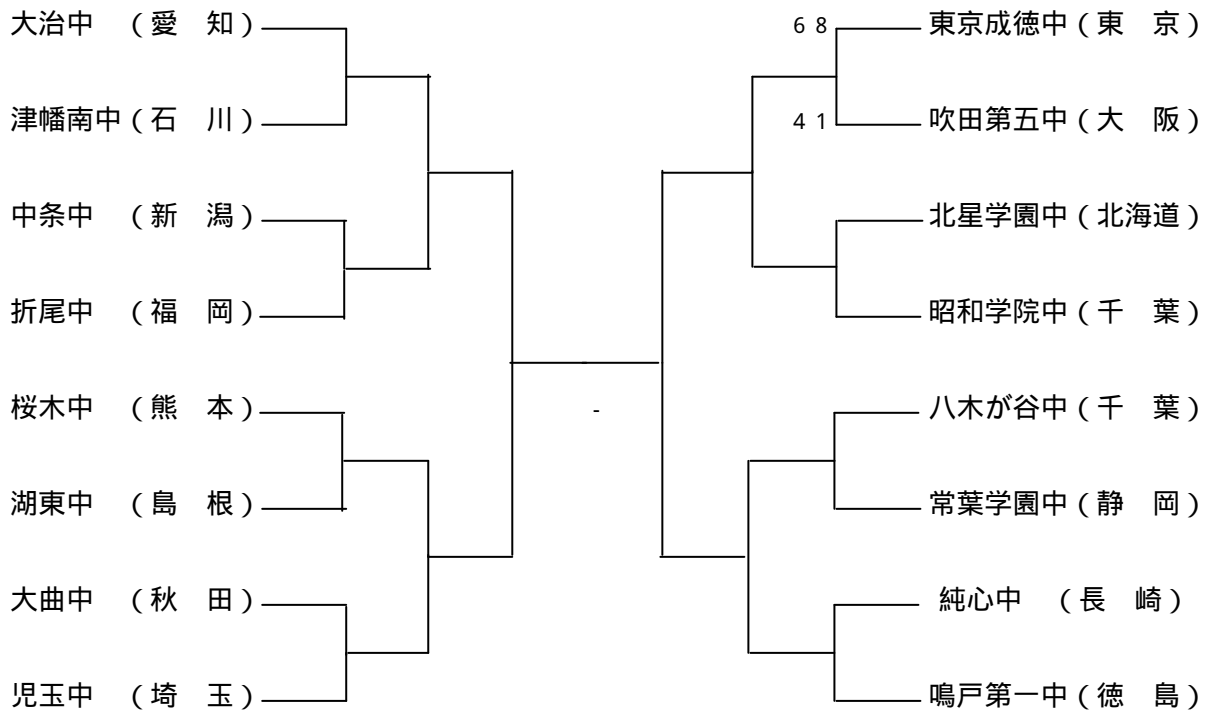 大治中　（愛　知）
津幡南中（石　川）
中条中　（新　潟）
折尾中　（福　岡）
桜木中　（熊　本）
湖東中　（島　根）
大曲中　（秋　田）
児玉中　（埼　玉）
-
68
東京成徳中（東　京）
41
吹田第五中（大　阪）
北星学園中（北海道）
昭和学院中（千　葉）
八木が谷中（千　葉）
常葉学園中（静　岡）
純心中　（長　崎）
鳴戸第一中（徳　島）